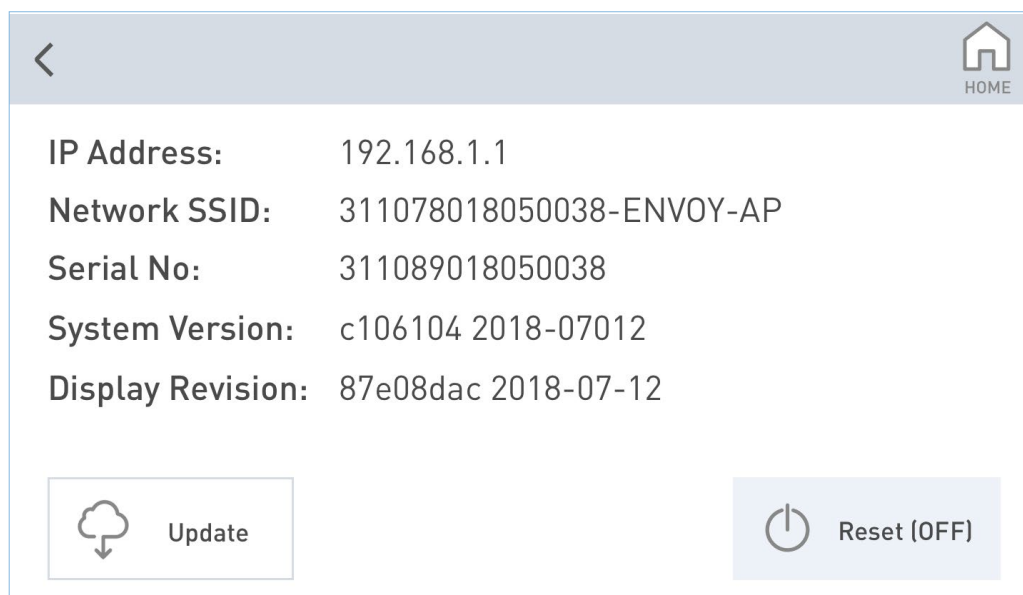 HOME
IP Address: 192.168.1.1
Network SSID: 311078018050038-ENVOY-AP
Serial No: 311089018050038
System Version: c106104 2018-07012
Display Revision: 87e08dac 2018-07-12
Update
Reset (OFF)